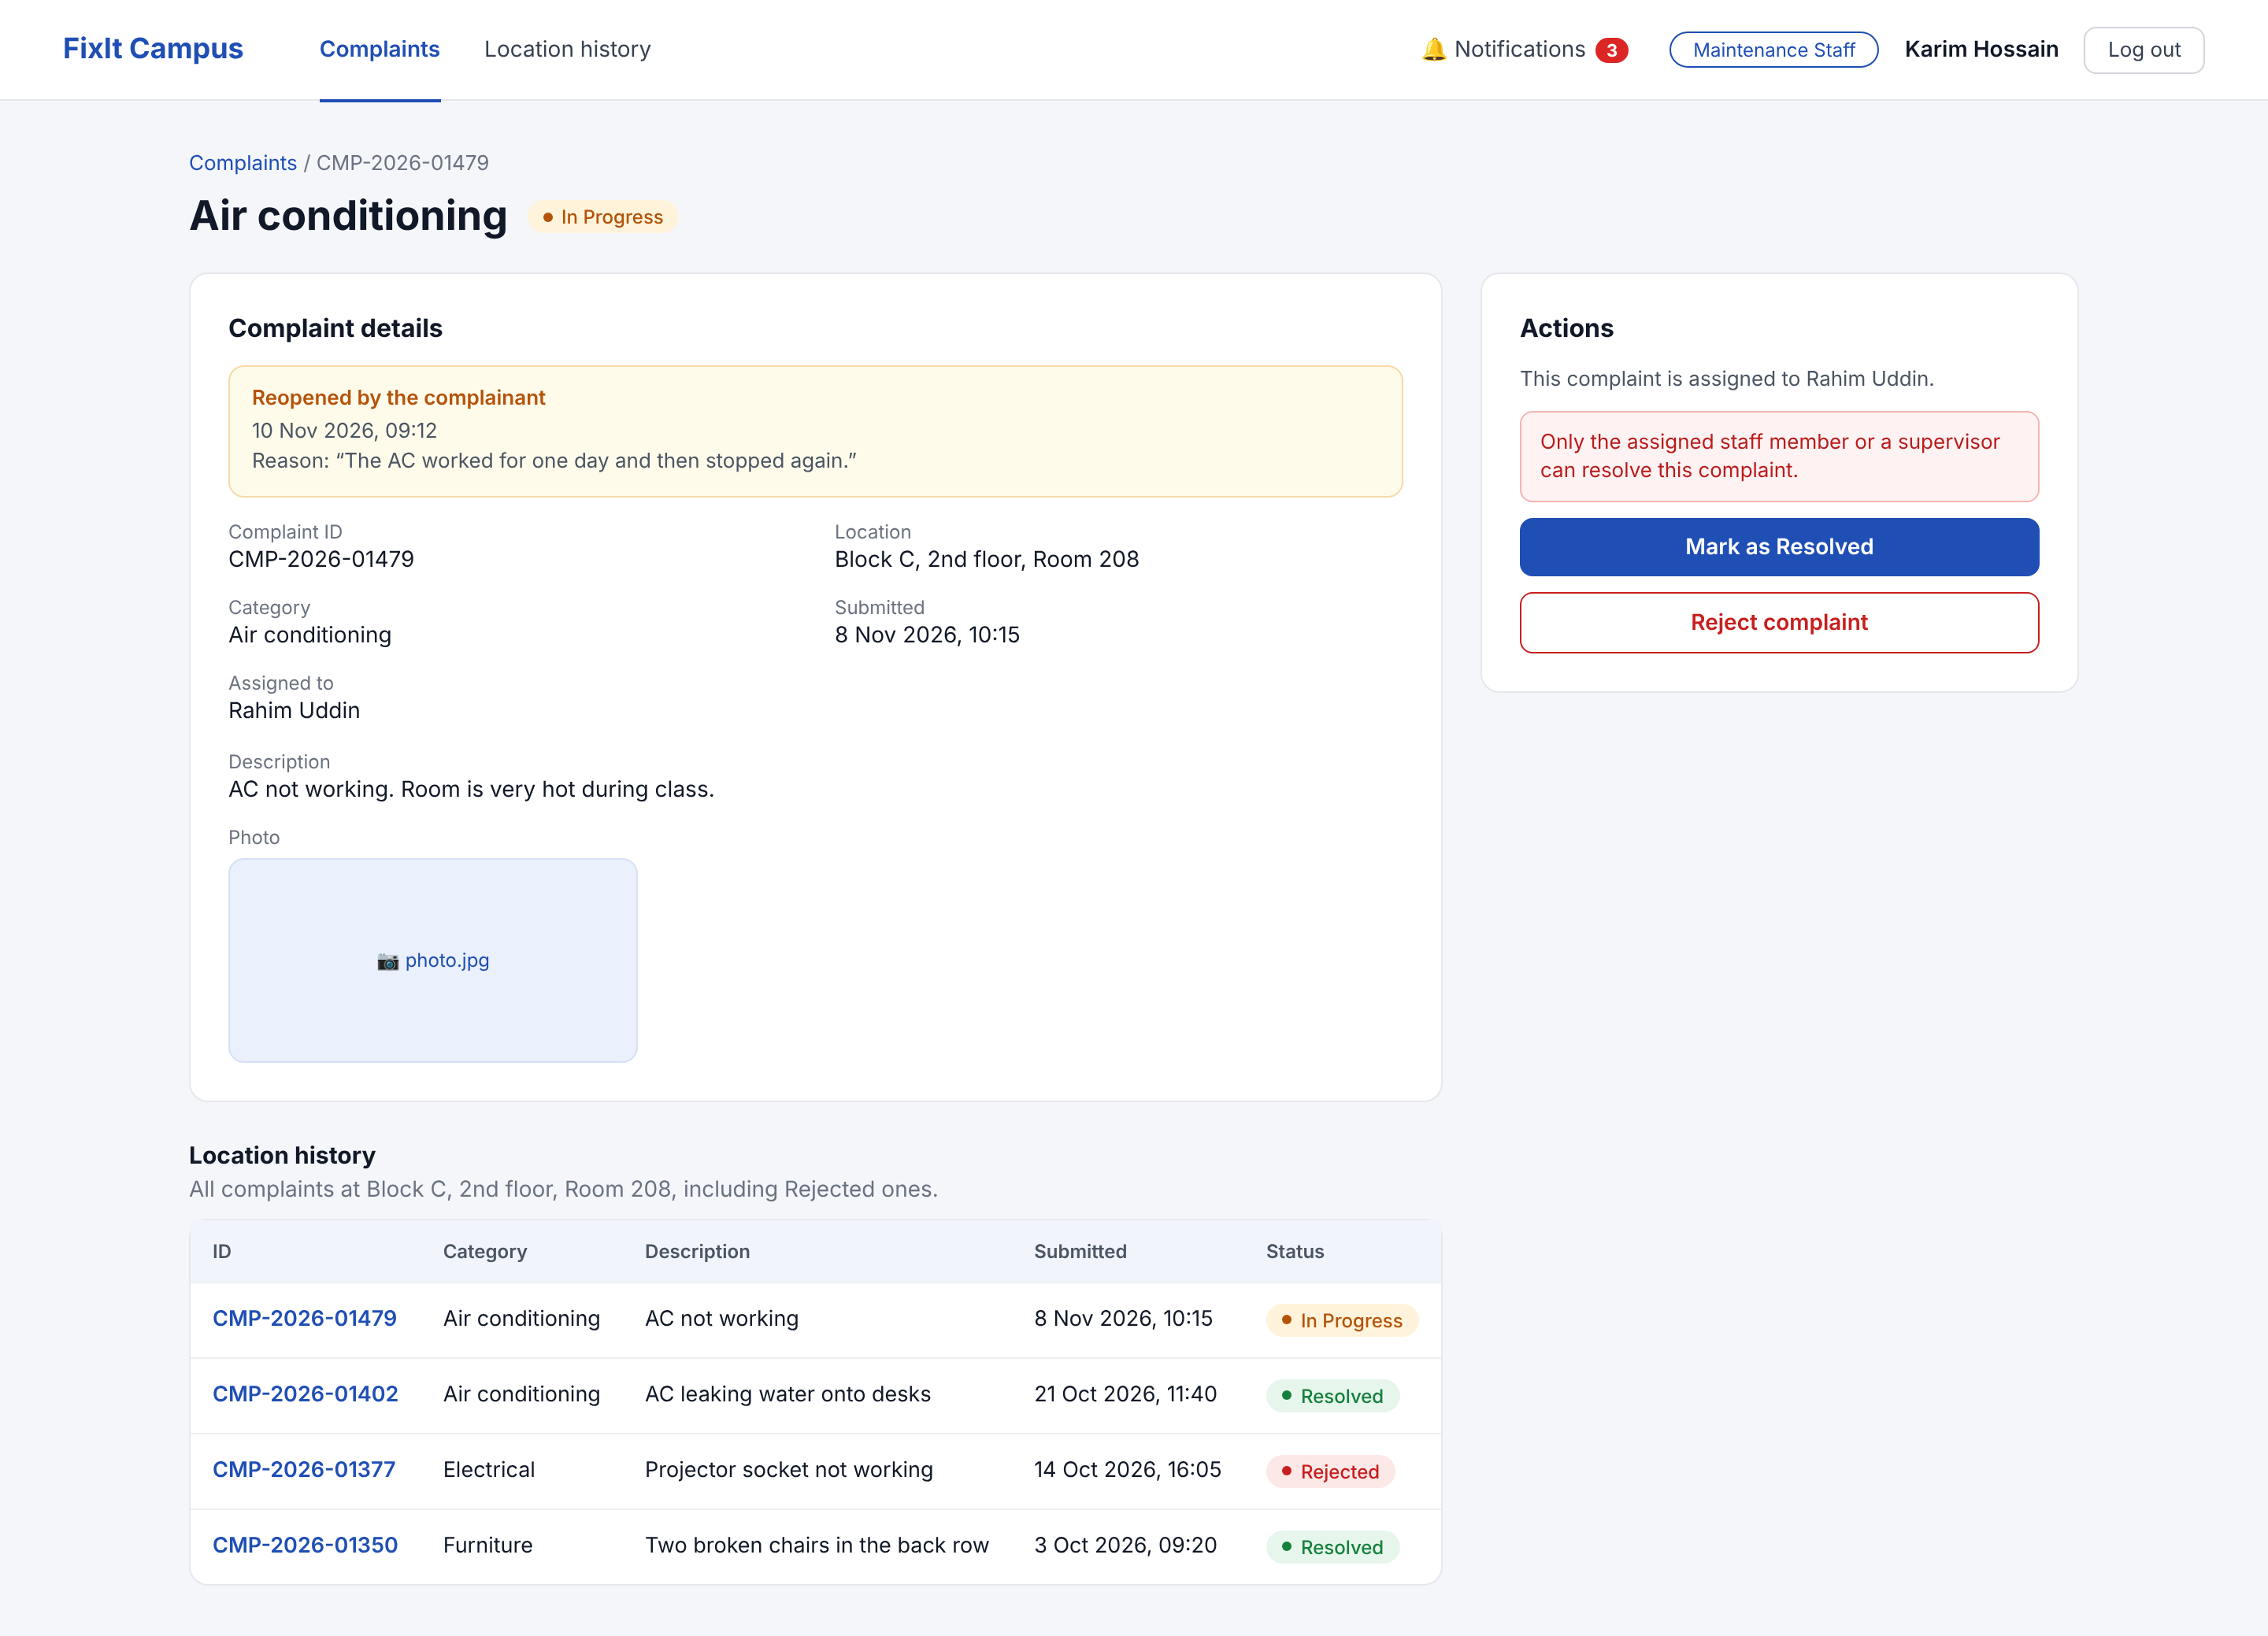 FixIt Campus
Complaints
Location history
🔔 Notifications 3
Maintenance Staff
Karim Hossain
Log out
Complaints / CMP-2026-01479
Air conditioning
In Progress
Complaint details
Reopened by the complainant
10 Nov 2026, 09:12
Reason: “The AC worked for one day and then stopped again.”
Complaint ID
CMP-2026-01479
Location
Block C, 2nd floor, Room 208
Category
Air conditioning
Submitted
8 Nov 2026, 10:15
Assigned to
Rahim Uddin
Description
AC not working. Room is very hot during class.
Photo
📷 photo.jpg
Actions
This complaint is assigned to Rahim Uddin.
Only the assigned staff member or a supervisor
can resolve this complaint.
Mark as Resolved
Reject complaint
Location history
All complaints at Block C, 2nd floor, Room 208, including Rejected ones.
ID Category Description Submitted Status
CMP-2026-01479 Air conditioning AC not working 8 Nov 2026, 10:15 In Progress
CMP-2026-01402 Air conditioning AC leaking water onto desks 21 Oct 2026, 11:40 Resolved
CMP-2026-01377 Electrical Projector socket not working 14 Oct 2026, 16:05 Rejected
CMP-2026-01350 Furniture Two broken chairs in the back row 3 Oct 2026, 09:20 Resolved